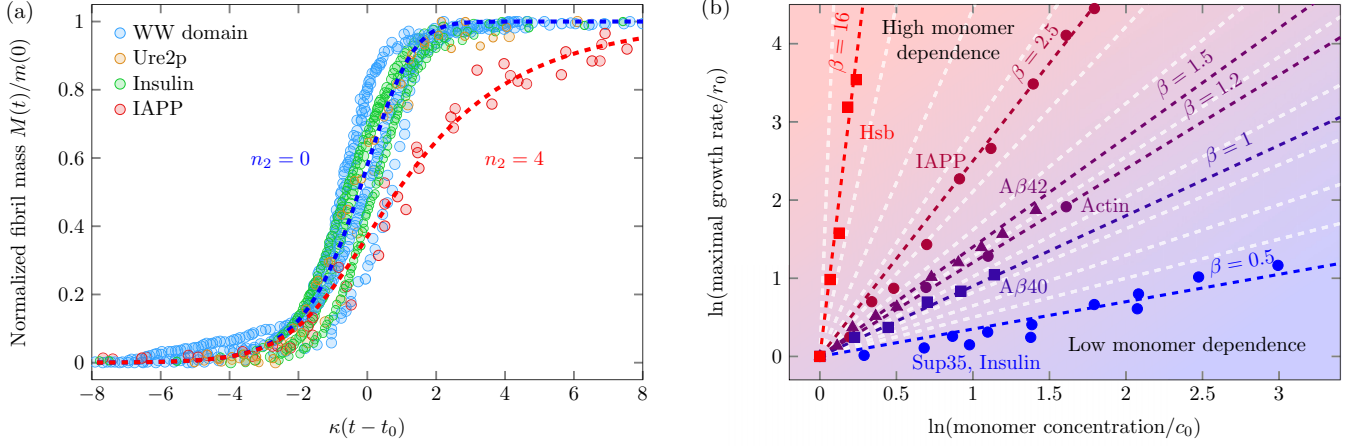 (a)
Normalized fibril mass M(t)/m(0)
1
0.8
0.6
0.4
0.2
0
WW domain
Ure2p
Insulin
IAPP
n₂ = 0
n₂ = 4
−8
−6
−4
−2
0
2
4
6
8
κ(t − t₀)
(b)
ln(maximal growth rate/r₀)
4
3
2
1
0
β = 16
High monomer
dependence
β = 2.5
β = 1.5
β = 1.2
Hsb
IAPP
β = 1
Aβ42
Actin
Aβ40
β = 0.5
Low monomer dependence
Sup35, Insulin
0
0.5
1
1.5
2
2.5
3
ln(monomer concentration/c₀)